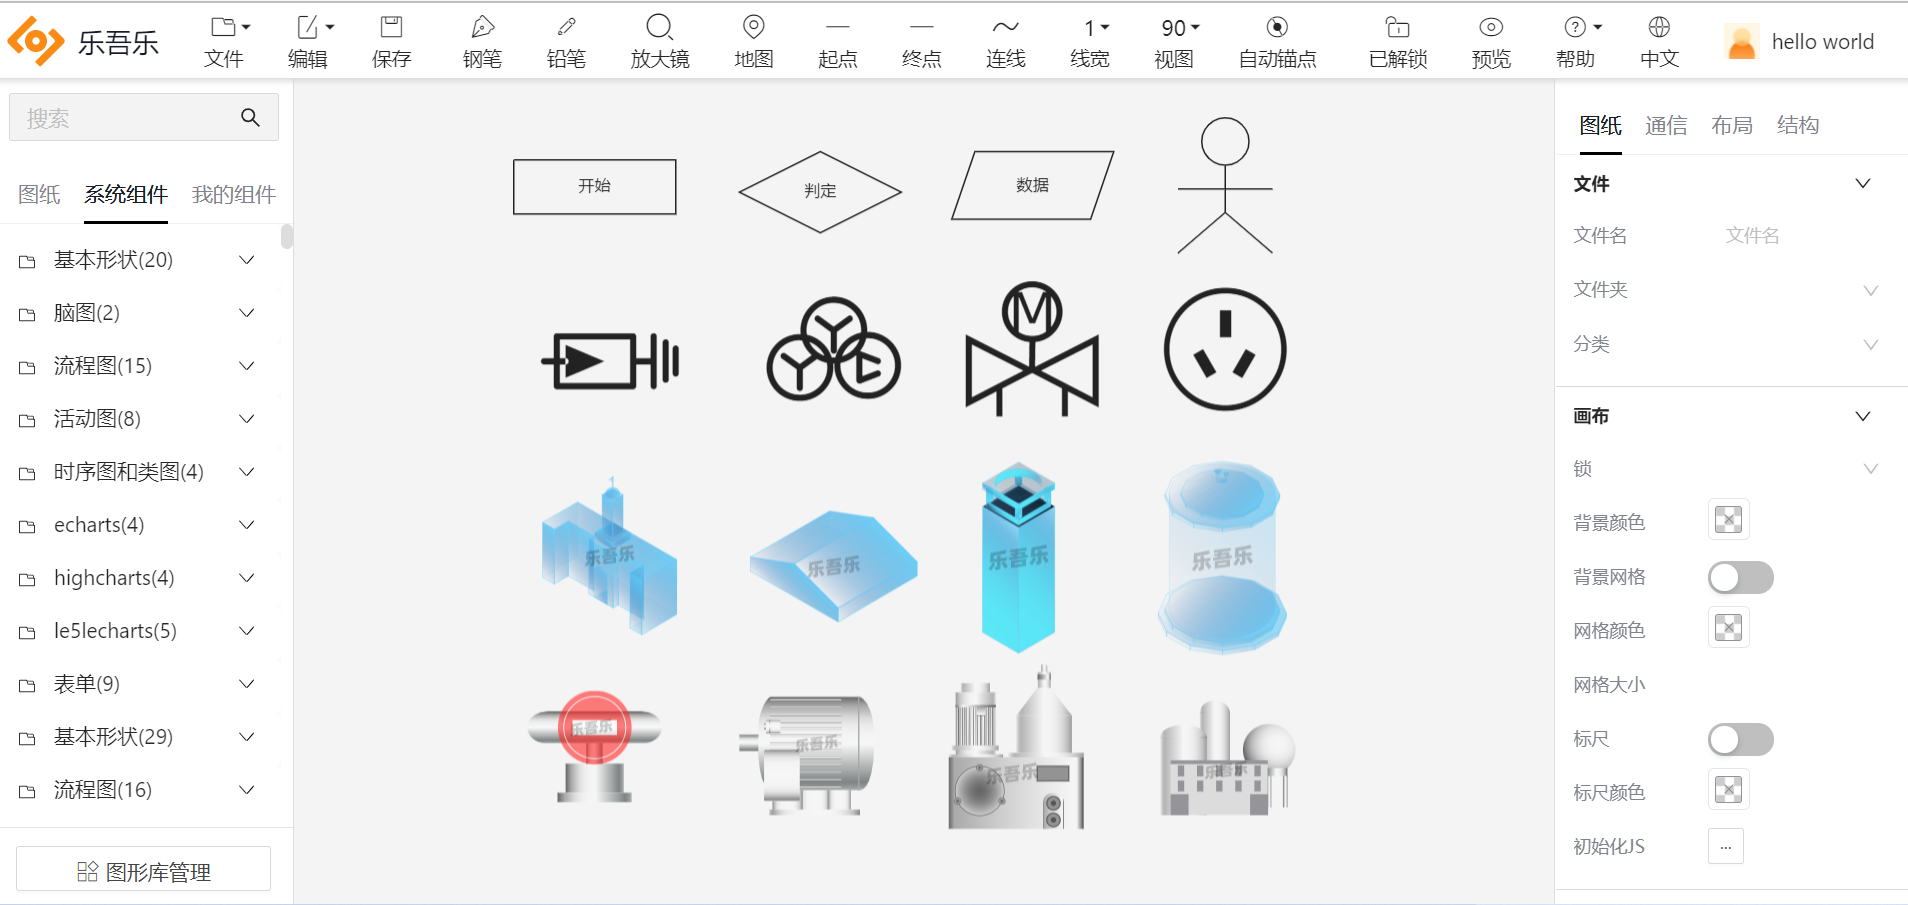 乐吾乐
文件
编辑
保存
钢笔
铅笔
放大镜
地图
起点
终点
连线
1
线宽
90
视图
自动锚点
已解锁
预览
帮助
中文
hello world
搜索
图纸 系统组件 我的组件
基本形状(20)
脑图(2)
流程图(15)
活动图(8)
时序图和类图(4)
echarts(4)
highcharts(4)
le5lecharts(5)
表单(9)
基本形状(29)
流程图(16)
图形库管理
开始
判定
数据
M
乐吾乐
乐吾乐
乐吾乐
乐吾乐
乐吾乐
乐吾乐
乐吾乐
乐吾乐
图纸 通信 布局 结构
文件
文件名 文件名
文件夹
分类
画布
锁
背景颜色
背景网格
网格颜色
网格大小
标尺
标尺颜色
初始化JS ...